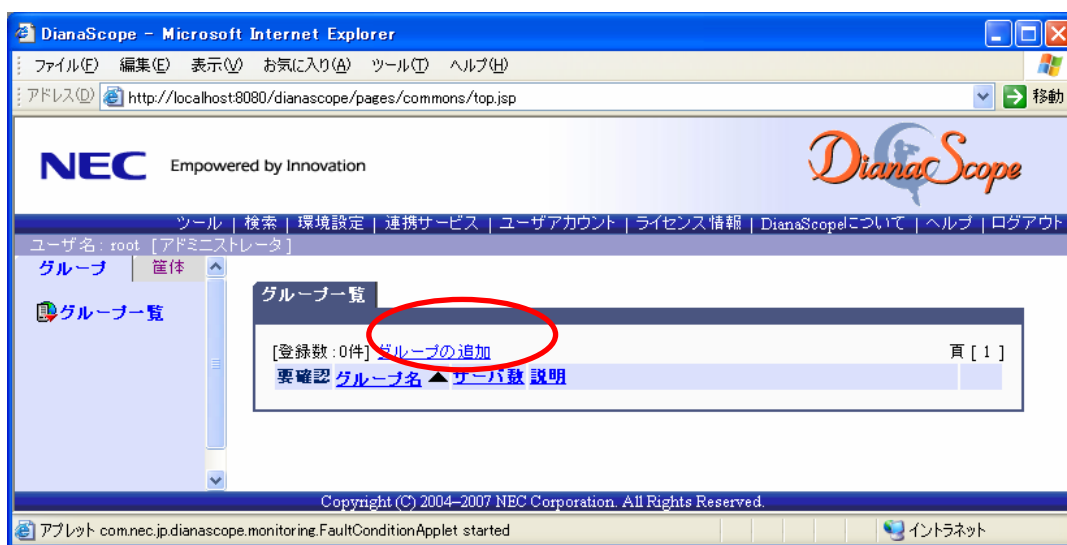 DianaScope - Microsoft Internet Explorer
ファイル(F) 編集(E) 表示(V) お気に入り(A) ツール(T) ヘルプ(H)
アドレス(D) http://localhost:8080/dianascope/pages/commons/top.jsp 移動
NEC Empowered by Innovation DianaScope
ツール | 検索 | 環境設定 | 連携サービス | ユーザアカウント | ライセンス情報 | DianaScopeについて | ヘルプ | ログアウト
ユーザ名 : root [アドミニストレータ]
グループ 筐体
グループ一覧
グループ一覧
[登録数 : 0件] グループの追加 頁 [ 1 ]
要確認 グループ名 ▲ サーバ数 説明
Copyright (C) 2004–2007 NEC Corporation. All Rights Reserved.
アプレット com.nec.jp.dianascope.monitoring.FaultConditionApplet started イントラネット